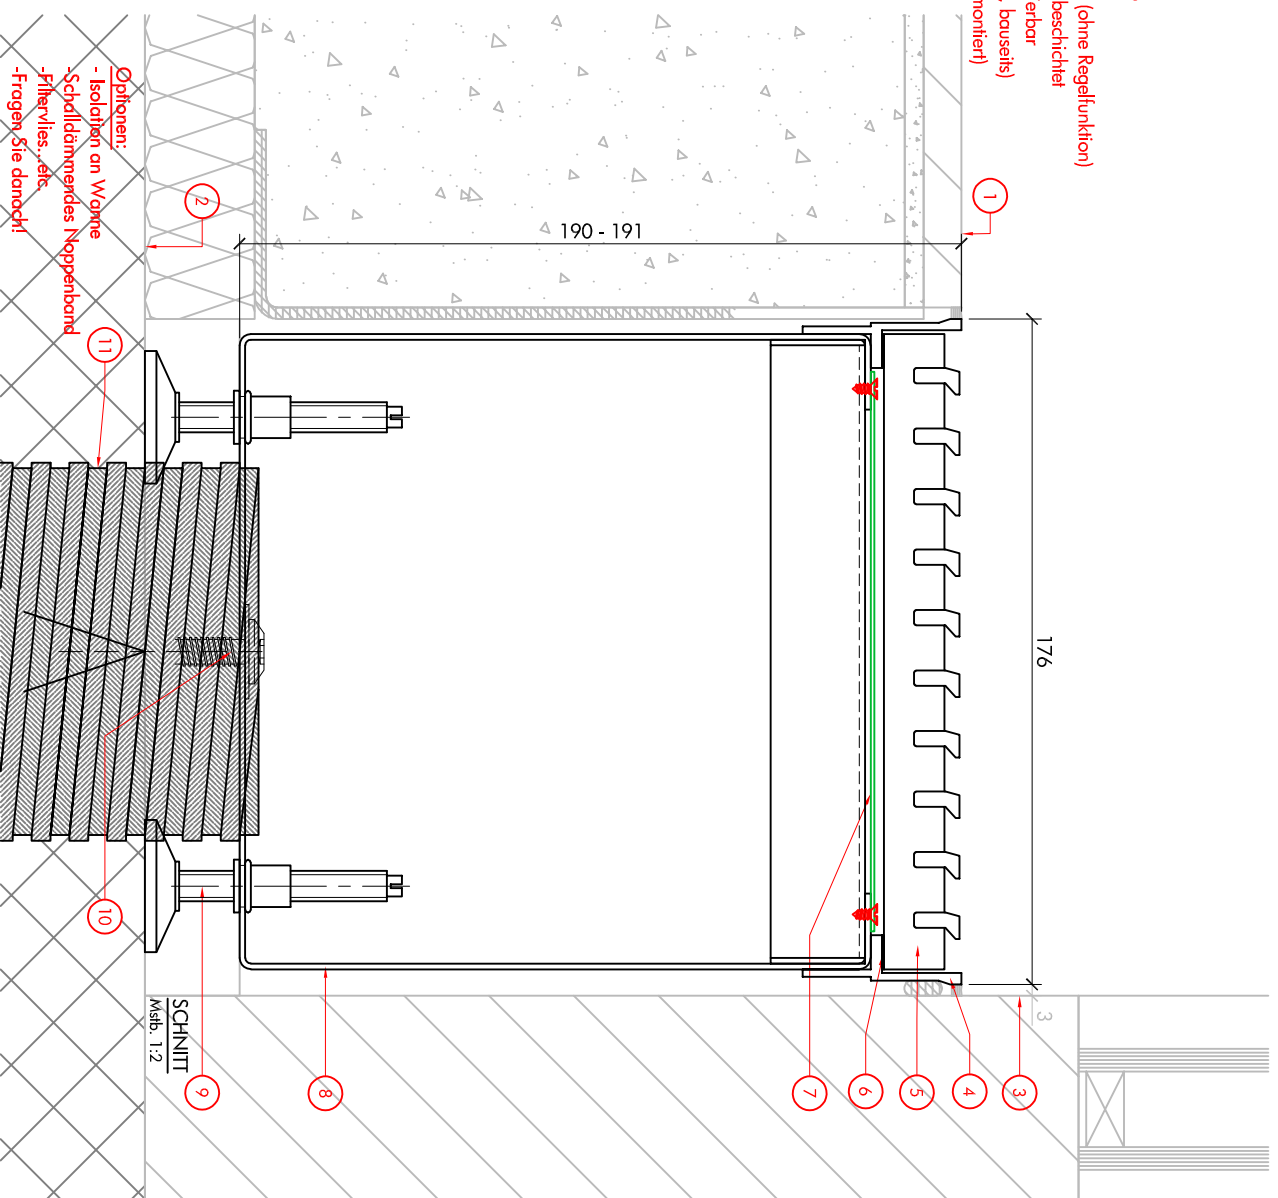 (ohne Regelfunktion)
beschichtet
erbar
, bauseits)
montiert)
1
190 - 191
2
Optionen:
- Isolation an Wanne
-Schalldämmendes Noppenband
-Filtervlies...etc.
-Fragen Sie danach!
11
176
10
3
3
4
5
6
7
8
9
SCHNITT
Mstb. 1:2